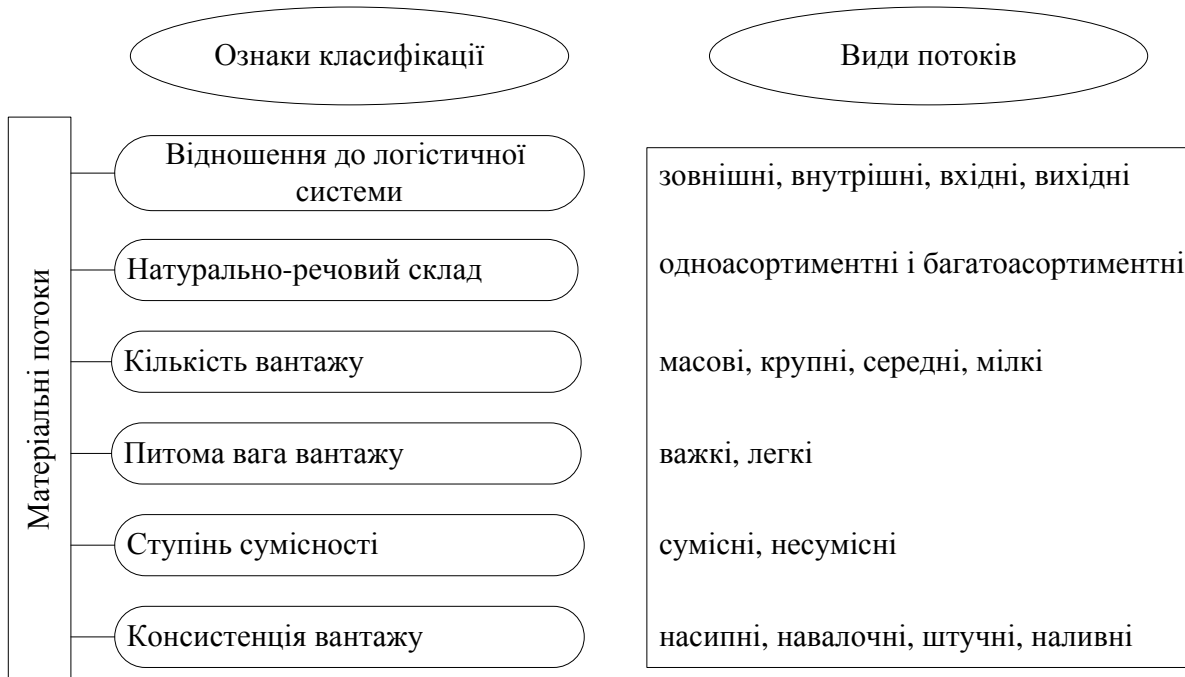 Ознаки класифікації
Види потоків
Матеріальні потоки
Відношення до логістичної
системи
зовнішні, внутрішні, вхідні, вихідні
Натурально-речовий склад
одноасортиментні і багатоасортиментні
Кількість вантажу
масові, крупні, середні, мілкі
Питома вага вантажу
важкі, легкі
Ступінь сумісності
сумісні, несумісні
Консистенція вантажу
насипні, навалочні, штучні, наливні